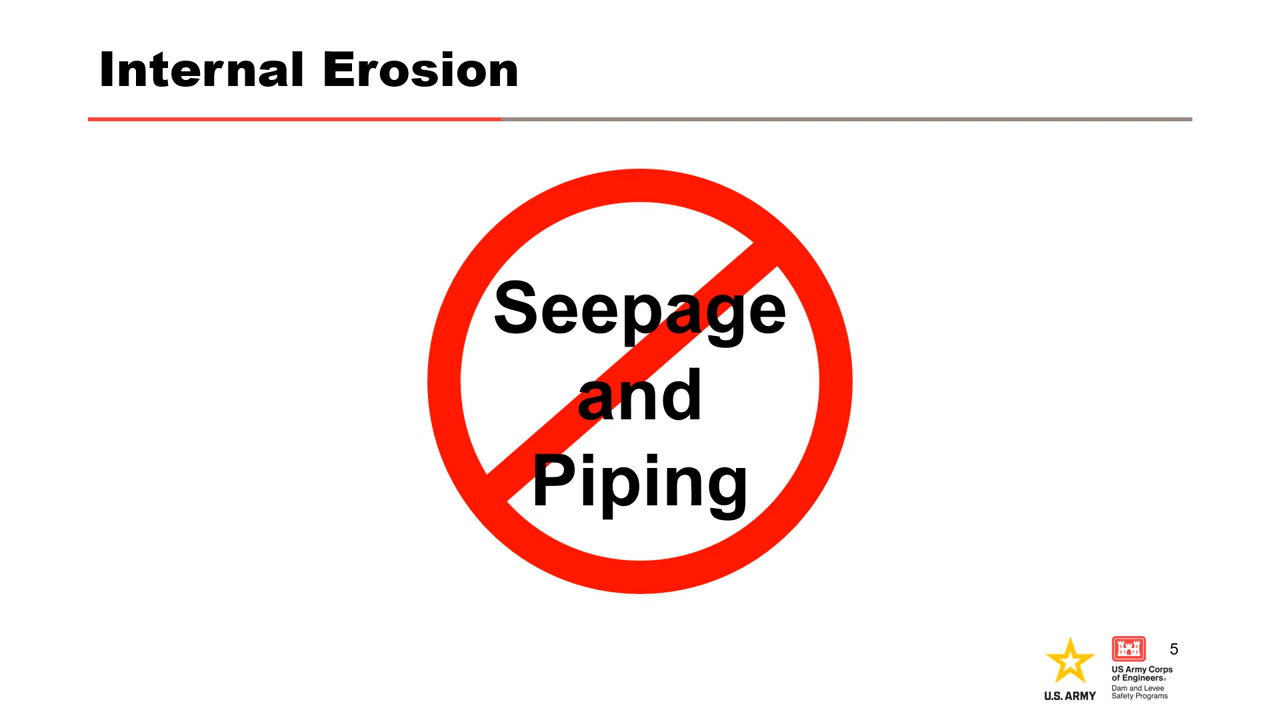 Internal Erosion
Seepage
and
Piping
5
U.S. ARMY
US Army Corps
of Engineers®
Dam and Levee
Safety Programs